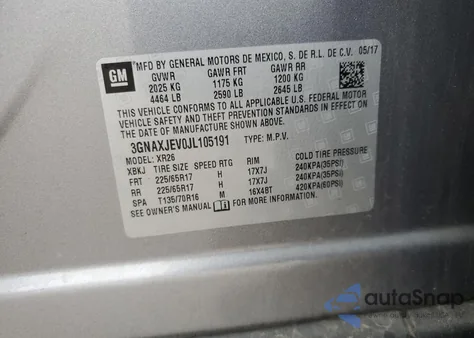 GM
MFD BY GENERAL MOTORS DE MEXICO, S. DE R.L. DE C.V. 05/17
GVWR GAWR FRT GAWR RR
2025 KG 1175 KG 1200 KG
4464 LB 2590 LB 2645 LB
THIS VEHICLE CONFORMS TO ALL APPLICABLE U.S. FEDERAL MOTOR
VEHICLE SAFETY, BUMPER, AND THEFT PREVENTION STANDARDS IN
EFFECT ON THE DATE OF MANUFACTURE SHOWN ABOVE.
3GNAXJEV0JL105191 TYPE: M.P.V.
MODEL: XR26
XBKJ TIRE SIZE SPEED RTG RIM COLD TIRE PRESSURE
FRT 225/65R17 H 17X7J 240KPA(35PSI)
RR 225/65R17 H 17X7J 240KPA(35PSI)
SPA T135/70R16 M 16X4BT 420KPA(60PSI)
SEE OWNER'S MANUAL FOR MORE INFORMATION.
autoSnap